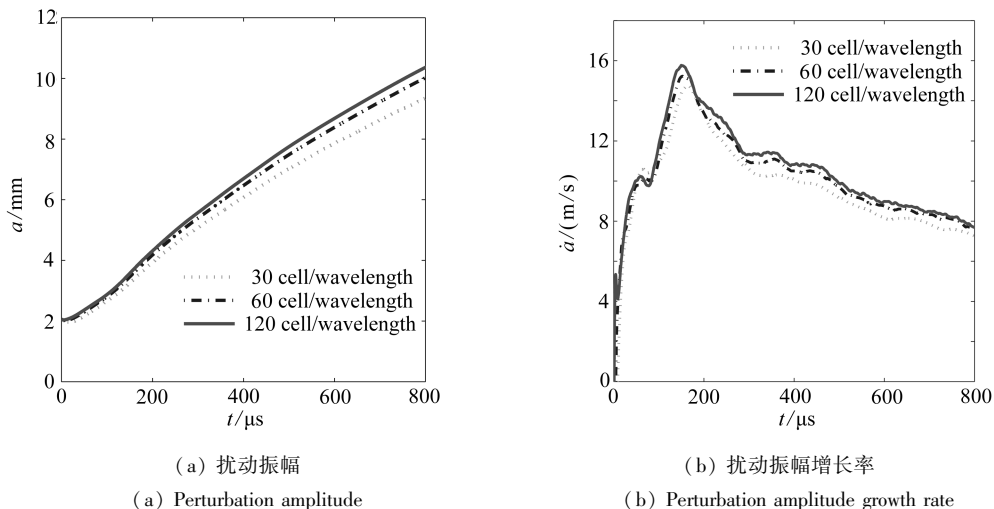 12
10
8
6
4
2
0
a/mm
30 cell/wavelength
60 cell/wavelength
120 cell/wavelength
0
200
400
600
800
t/μs
(a) 扰动振幅
(a) Perturbation amplitude
16
12
8
4
0
ȧ/(m/s)
30 cell/wavelength
60 cell/wavelength
120 cell/wavelength
0
200
400
600
800
t/μs
(b) 扰动振幅增长率
(b) Perturbation amplitude growth rate